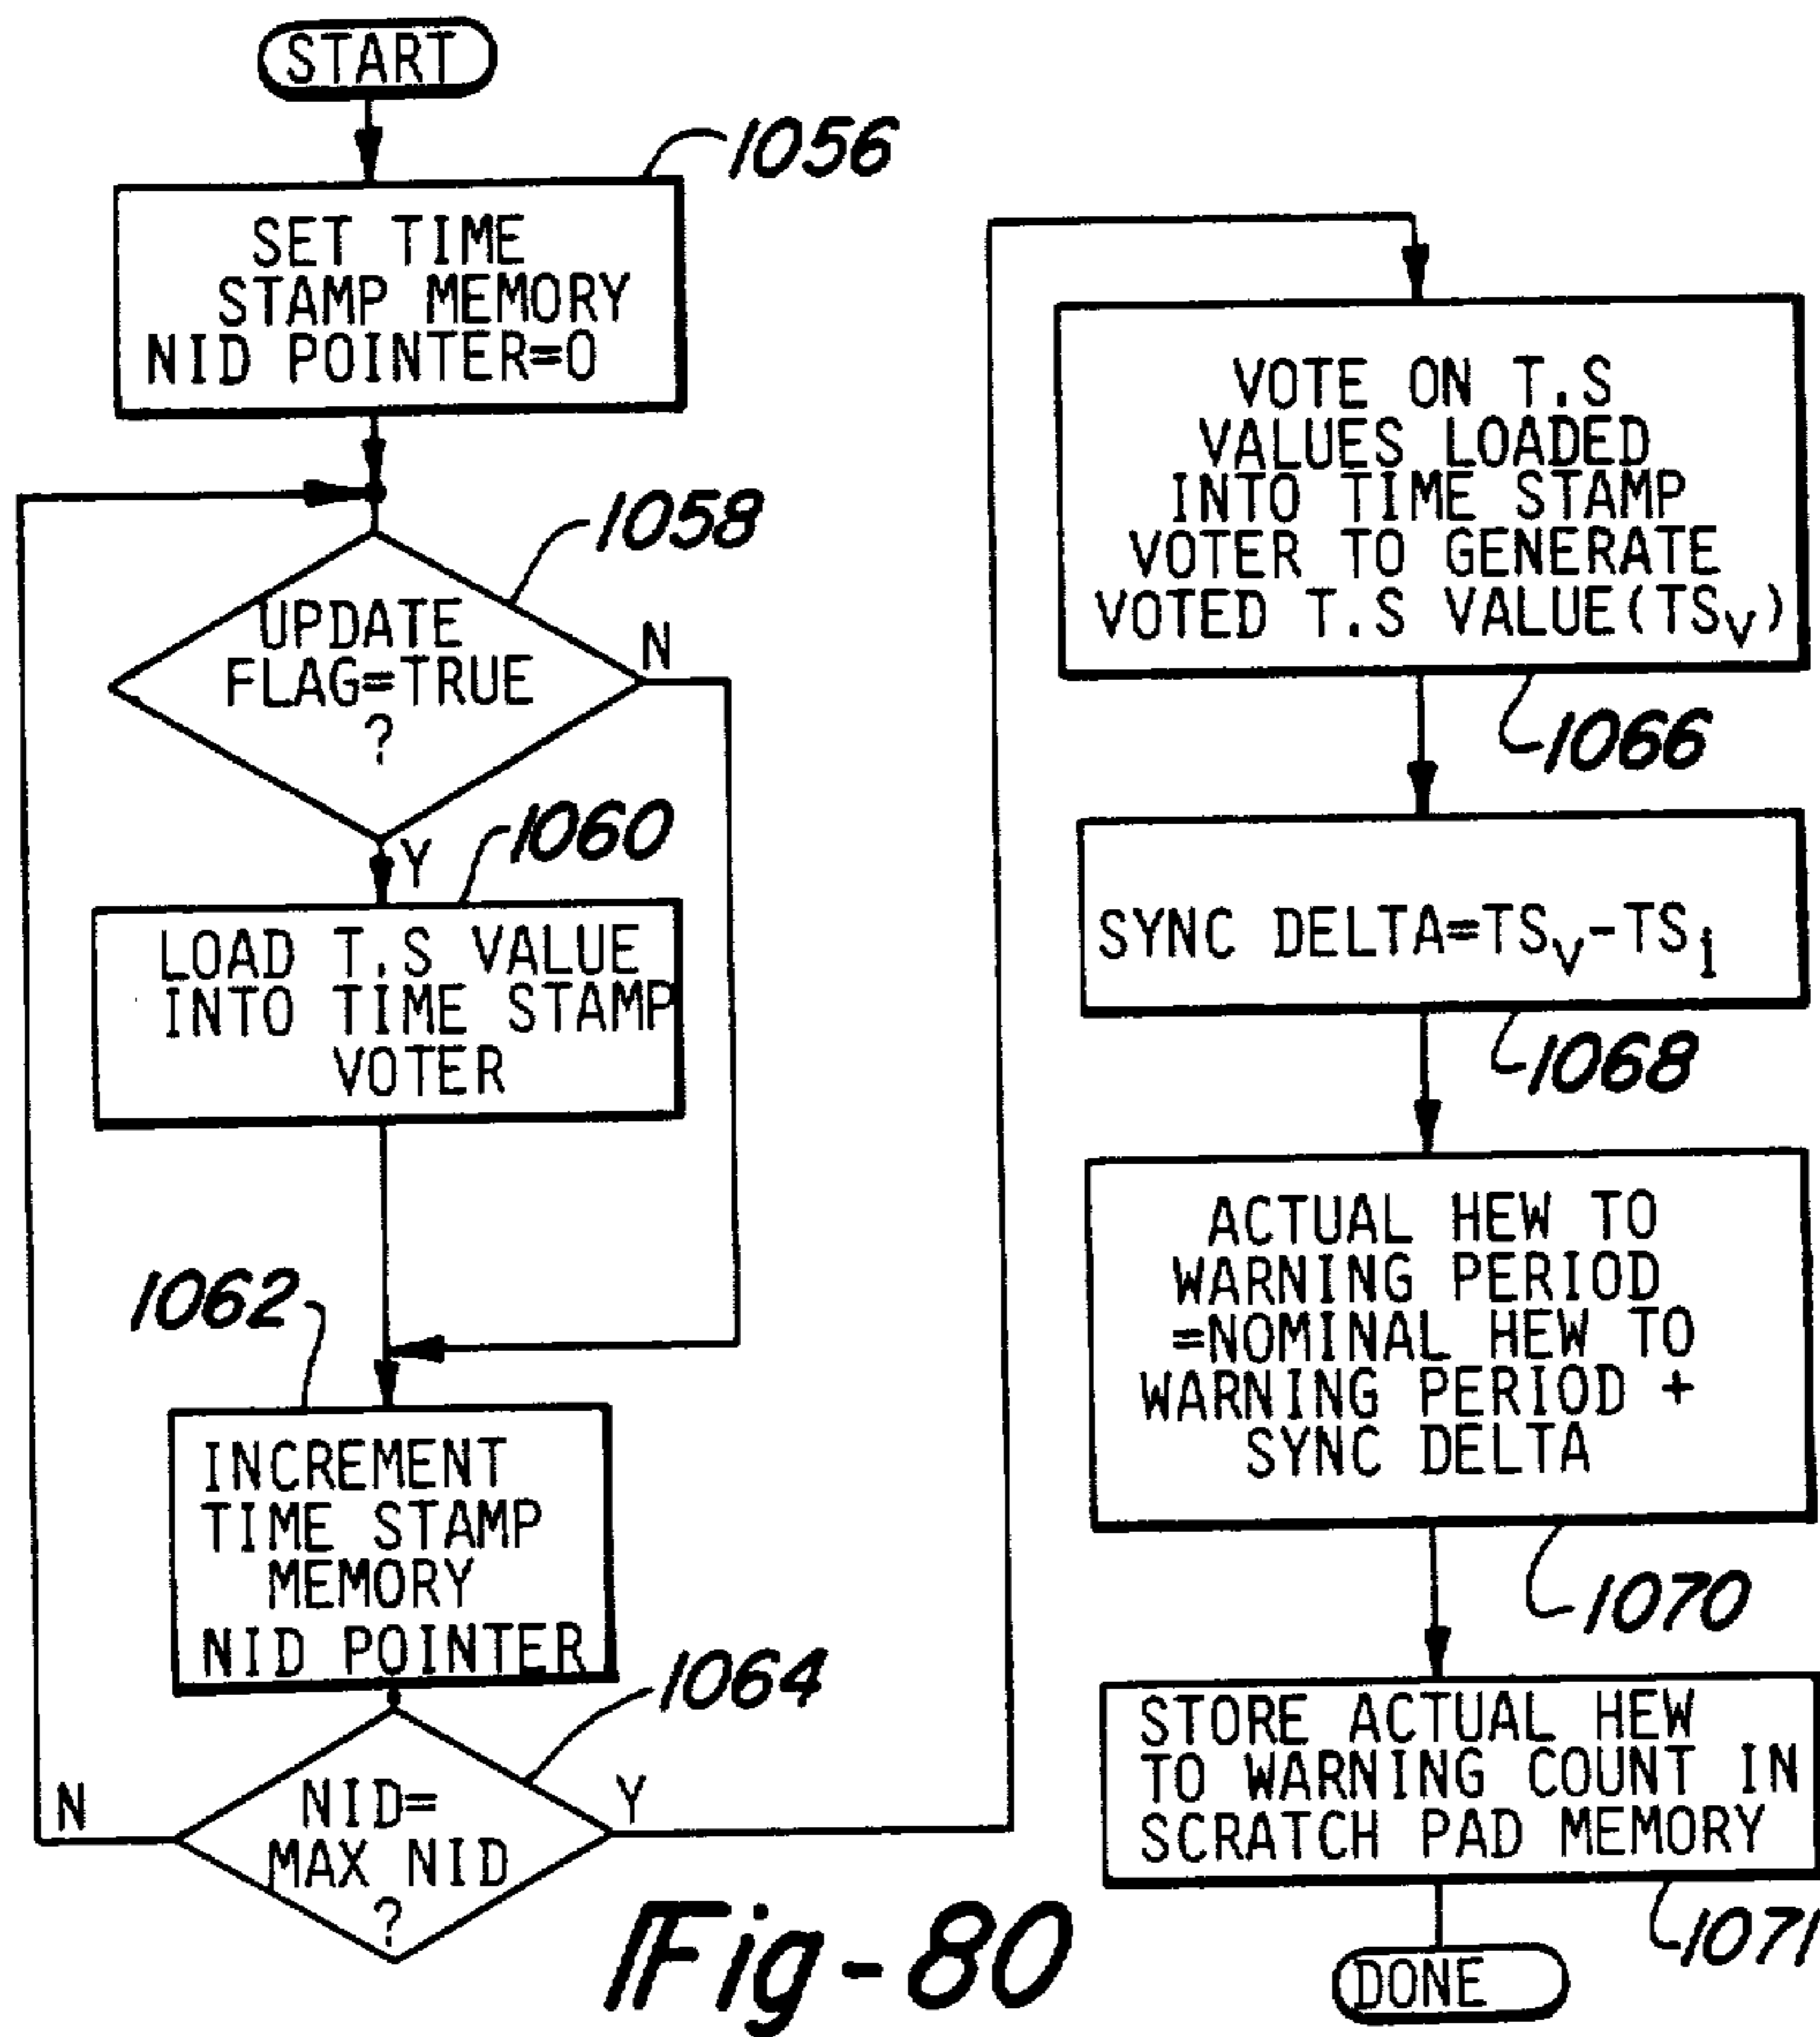 START
1056
SET TIME
STAMP MEMORY
NID POINTER=0
1058
UPDATE
FLAG=TRUE
?
N
Y
1060
LOAD T.S VALUE
INTO TIME STAMP
VOTER
1062
INCREMENT
TIME STAMP
MEMORY
NID POINTER
1064
NID=
MAX NID
?
N
Y
VOTE ON T.S
VALUES LOADED
INTO TIME STAMP
VOTER TO GENERATE
VOTED T.S VALUE(TSv)
1066
SYNC DELTA=TSv-TSi
1068
ACTUAL HEW TO
WARNING PERIOD
=NOMINAL HEW TO
WARNING PERIOD +
SYNC DELTA
1070
STORE ACTUAL HEW
TO WARNING COUNT IN
SCRATCH PAD MEMORY
1071
DONE
Fig-80